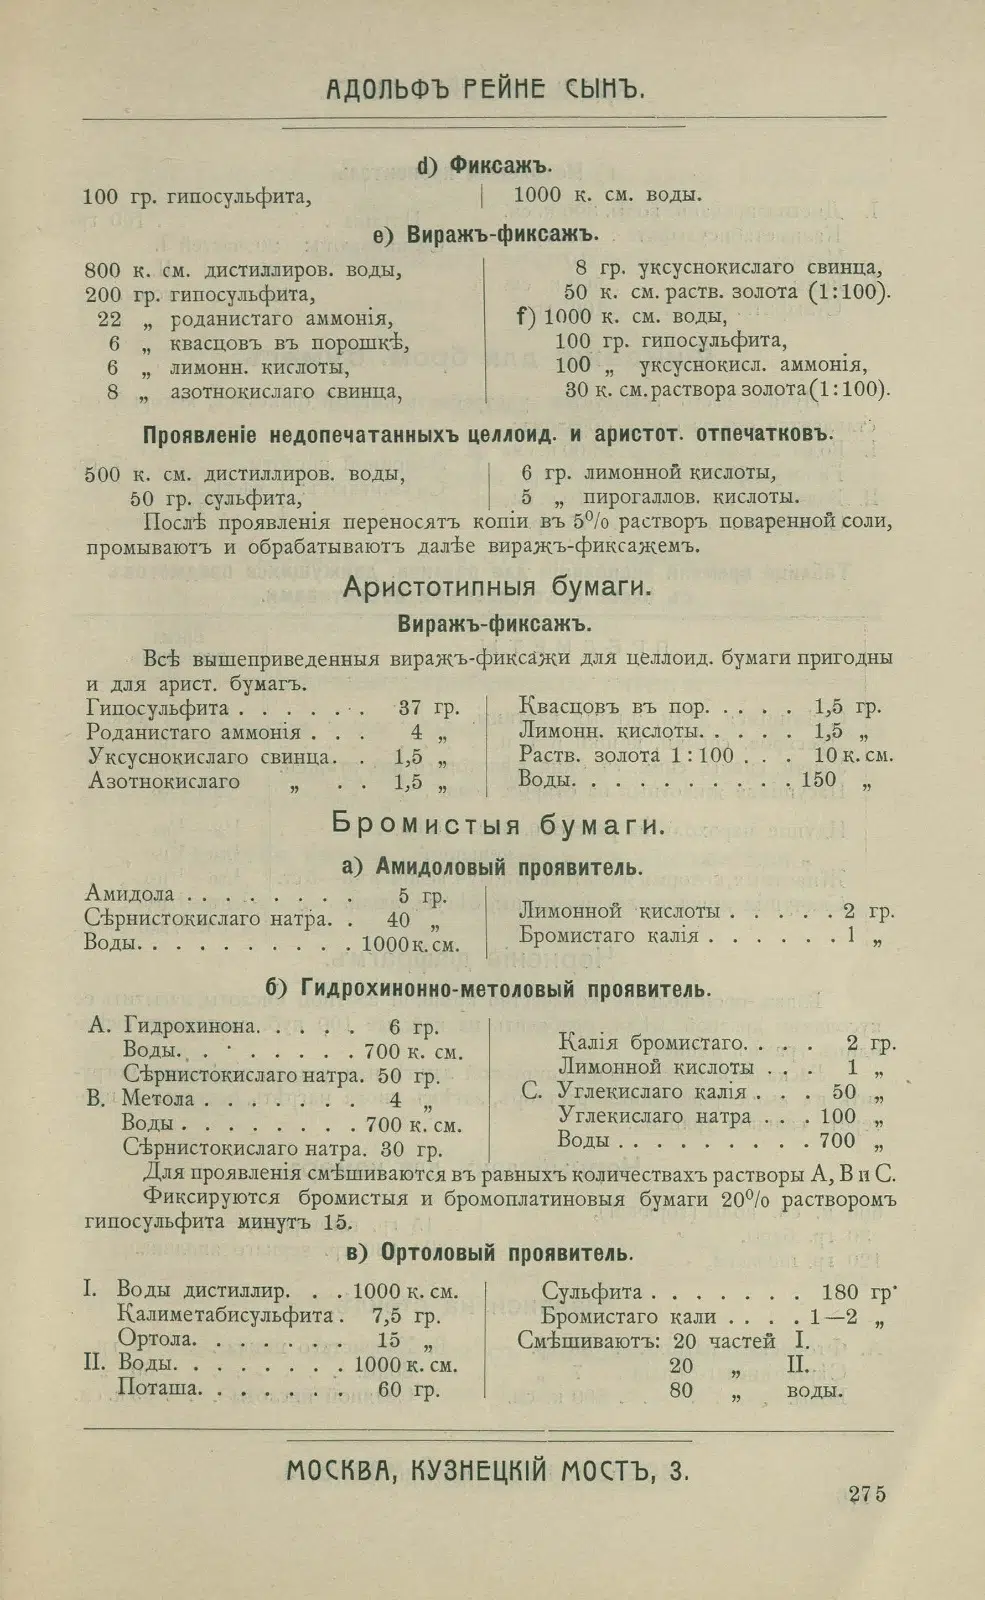 АДОЛЬФЪ РЕЙНЕ СЫНЪ.
d) Фиксажъ.
100 гр. гипосульфита,
1000 к. см. воды.
e) Виражъ-фиксажъ.
800 к. см. дистиллиров. воды,
200 гр. гипосульфита,
22 „ роданистаго аммонія,
6 „ квасцовъ въ порошкѣ,
6 „ лимонн. кислоты,
8 „ азотнокислаго свинца,
8 гр. уксуснокислаго свинца,
50 к. см. раств. золота (1:100).
f) 1000 к. см. воды,
100 гр. гипосульфита,
100 „ уксуснокисл. аммонія,
30 к. см. раствора золота (1:100).
Проявленіе недопечатанныхъ целлоид. и аристот. отпечатковъ.
500 к. см. дистиллиров. воды,
50 гр. сульфита,
6 гр. лимонной кислоты,
5 „ пирогаллов. кислоты.
Послѣ проявленія переносятъ копіи въ 5% растворъ поваренной соли,
промываютъ и обрабатываютъ далѣе виражъ-фиксажемъ.
Аристотипныя бумаги.
Виражъ-фиксажъ.
Всѣ вышеприведенныя виражъ-фиксажи для целлоид. бумаги пригодны
и для арист. бумагъ.
Гипосульфита . . . . . . 37 гр.
Роданистаго аммонія . . . 4 „
Уксуснокислаго свинца. . 1,5 „
Азотнокислаго „ . . 1,5 „
Квасцовъ въ пор. . . . . 1,5 гр.
Лимонн. кислоты. . . . . 1,5 „
Раств. золота 1:100 . . . 10 к. см.
Воды. . . . . . . . . . 150 „
Бромистыя бумаги.
а) Амидоловый проявитель.
Амидола . . . . . . . . 5 гр.
Сѣрнистокислаго натра. . 40 „
Воды. . . . . . . . . . 1000 к. см.
Лимонной кислоты . . . . . 2 гр.
Бромистаго калія . . . . . . 1 „
б) Гидрохинонно-метоловый проявитель.
А. Гидрохинона. . . . . 6 гр.
Воды. . . . . . . . 700 к. см.
Сѣрнистокислаго натра. 50 гр.
В. Метола . . . . . . . 4 „
Воды . . . . . . . . 700 к. см.
Сѣрнистокислаго натра. 30 гр.
Калія бромистаго. . . . 2 гр.
Лимонной кислоты . . . 1 „
С. Углекислаго калія . . . 50 „
Углекислаго натра . . . 100 „
Воды . . . . . . . . . 700 „
Для проявленія смѣшиваются въ равныхъ количествахъ растворы А, В и С.
Фиксируются бромистыя и бромоплатиновыя бумаги 20% растворомъ
гипосульфита минутъ 15.
в) Ортоловый проявитель.
I. Воды дистиллир. . . 1000 к. см.
Калиметабисульфита . 7,5 гр.
Ортола. . . . . . . 15 „
II. Воды. . . . . . . . 1000 к. см.
Поташа. . . . . . . 60 гр.
Сульфита . . . . . . . 180 гр.
Бромистаго кали . . . . 1—2 „
Смѣшиваютъ: 20 частей I.
20 „ II.
80 „ воды.
МОСКВА, КУЗНЕЦКІЙ МОСТЪ, 3.
275